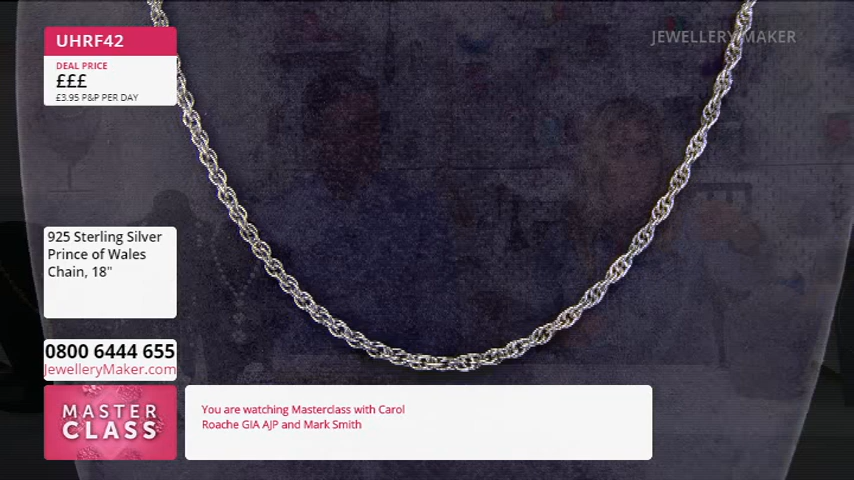 UHRF42
DEAL PRICE
£££
£3.95 P&P PER DAY
JEWELLERY MAKER
925 Sterling Silver
Prince of Wales
Chain, 18"
0800 6444 655
JewelleryMaker.com
MASTER
CLASS
You are watching Masterclass with Carol
Roache GIA AJP and Mark Smith